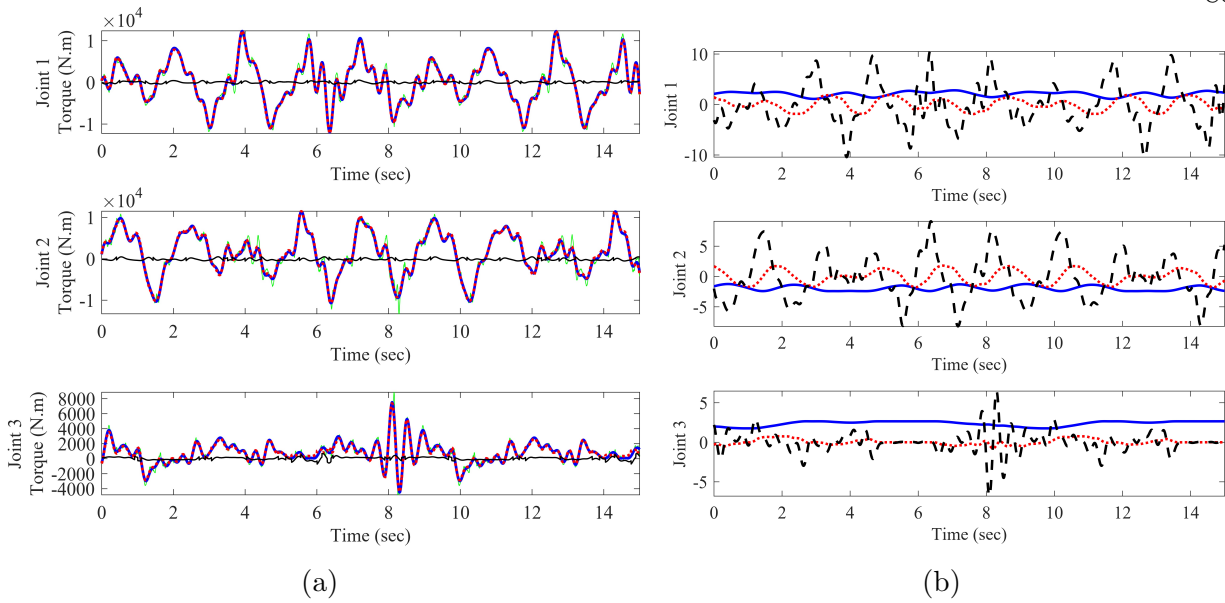 ×10⁴
Joint 1
Torque (N.m)
1
0
-1
0 2 4 6 8 10 12 14
Time (sec)
×10⁴
Joint 2
Torque (N.m)
1
0
-1
0 2 4 6 8 10 12 14
Time (sec)
Joint 3
Torque (N.m)
8000
6000
4000
2000
0
-2000
-4000
0 2 4 6 8 10 12 14
Time (sec)
(a)
Joint 1
10
0
-10
0 2 4 6 8 10 12 14
Time (sec)
Joint 2
5
0
-5
0 2 4 6 8 10 12 14
Time (sec)
Joint 3
5
0
-5
0 2 4 6 8 10 12 14
Time (sec)
(b)